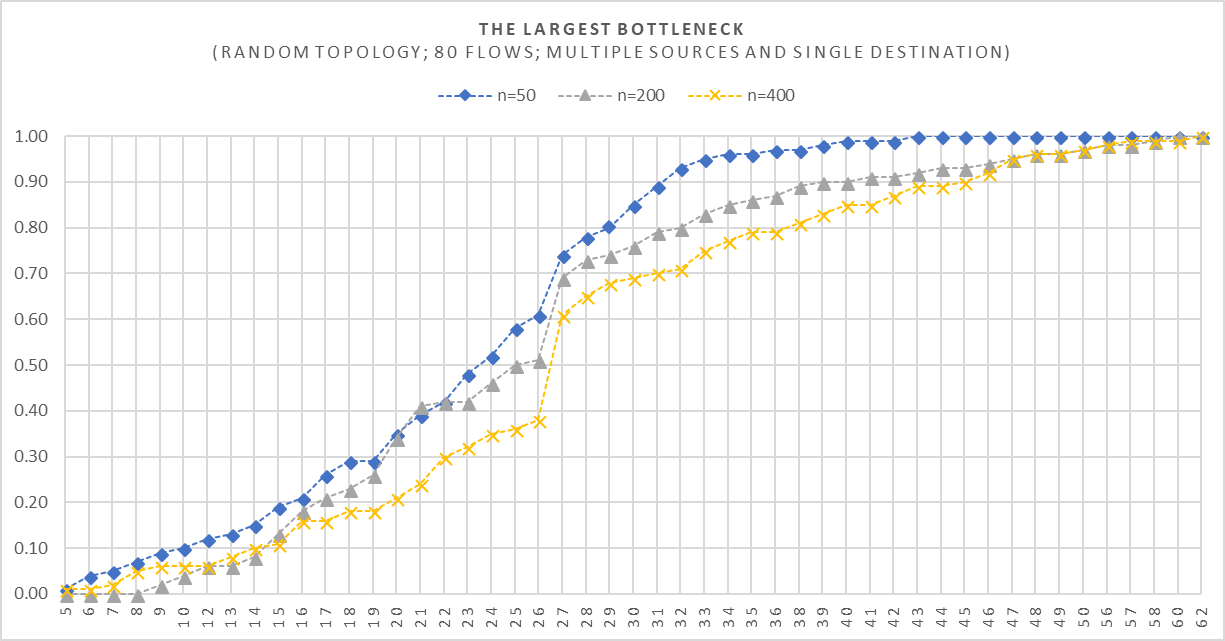 THE LARGEST BOTTLENECK
(RANDOM TOPOLOGY; 80 FLOWS; MULTIPLE SOURCES AND SINGLE DESTINATION)
n=50 n=200 n=400
1.00
0.90
0.80
0.70
0.60
0.50
0.40
0.30
0.20
0.10
0.00
5 6 7 8 9 10 12 13 14 15 16 17 18 19 20 21 22 23 24 25 26 27 28 29 30 31 32 33 34 35 36 38 39 40 41 42 43 44 45 46 47 48 49 50 56 57 58 60 62